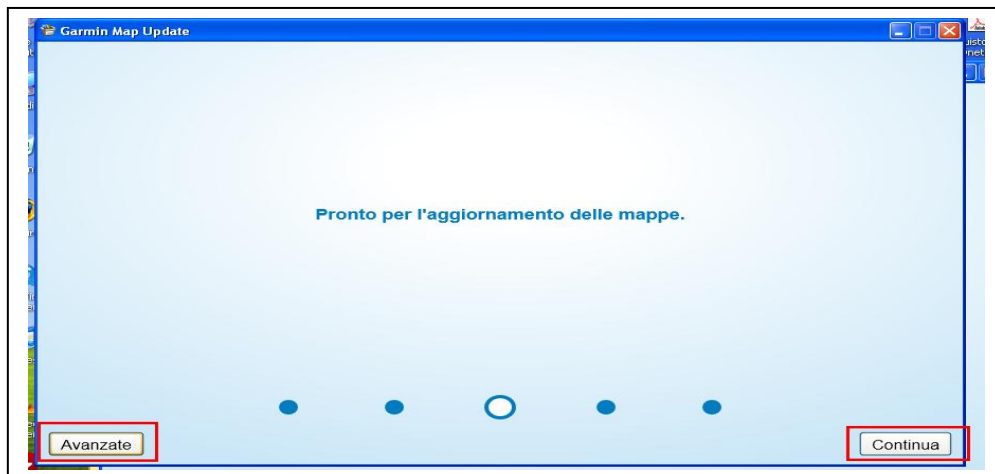 Garmin Map Update
Pronto per l'aggiornamento delle mappe.
Avanzate
Continua